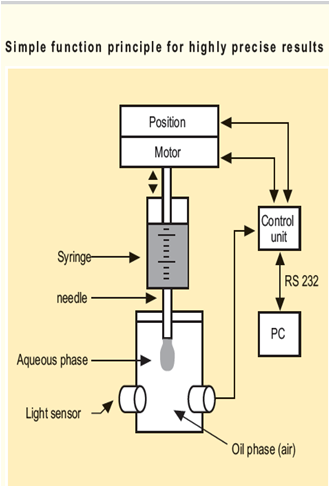 Simple function principle for highly precise results
Position
Motor
Control
unit
Syringe
RS 232
needle
PC
Aqueous phase
Light sensor
Oil phase (air)